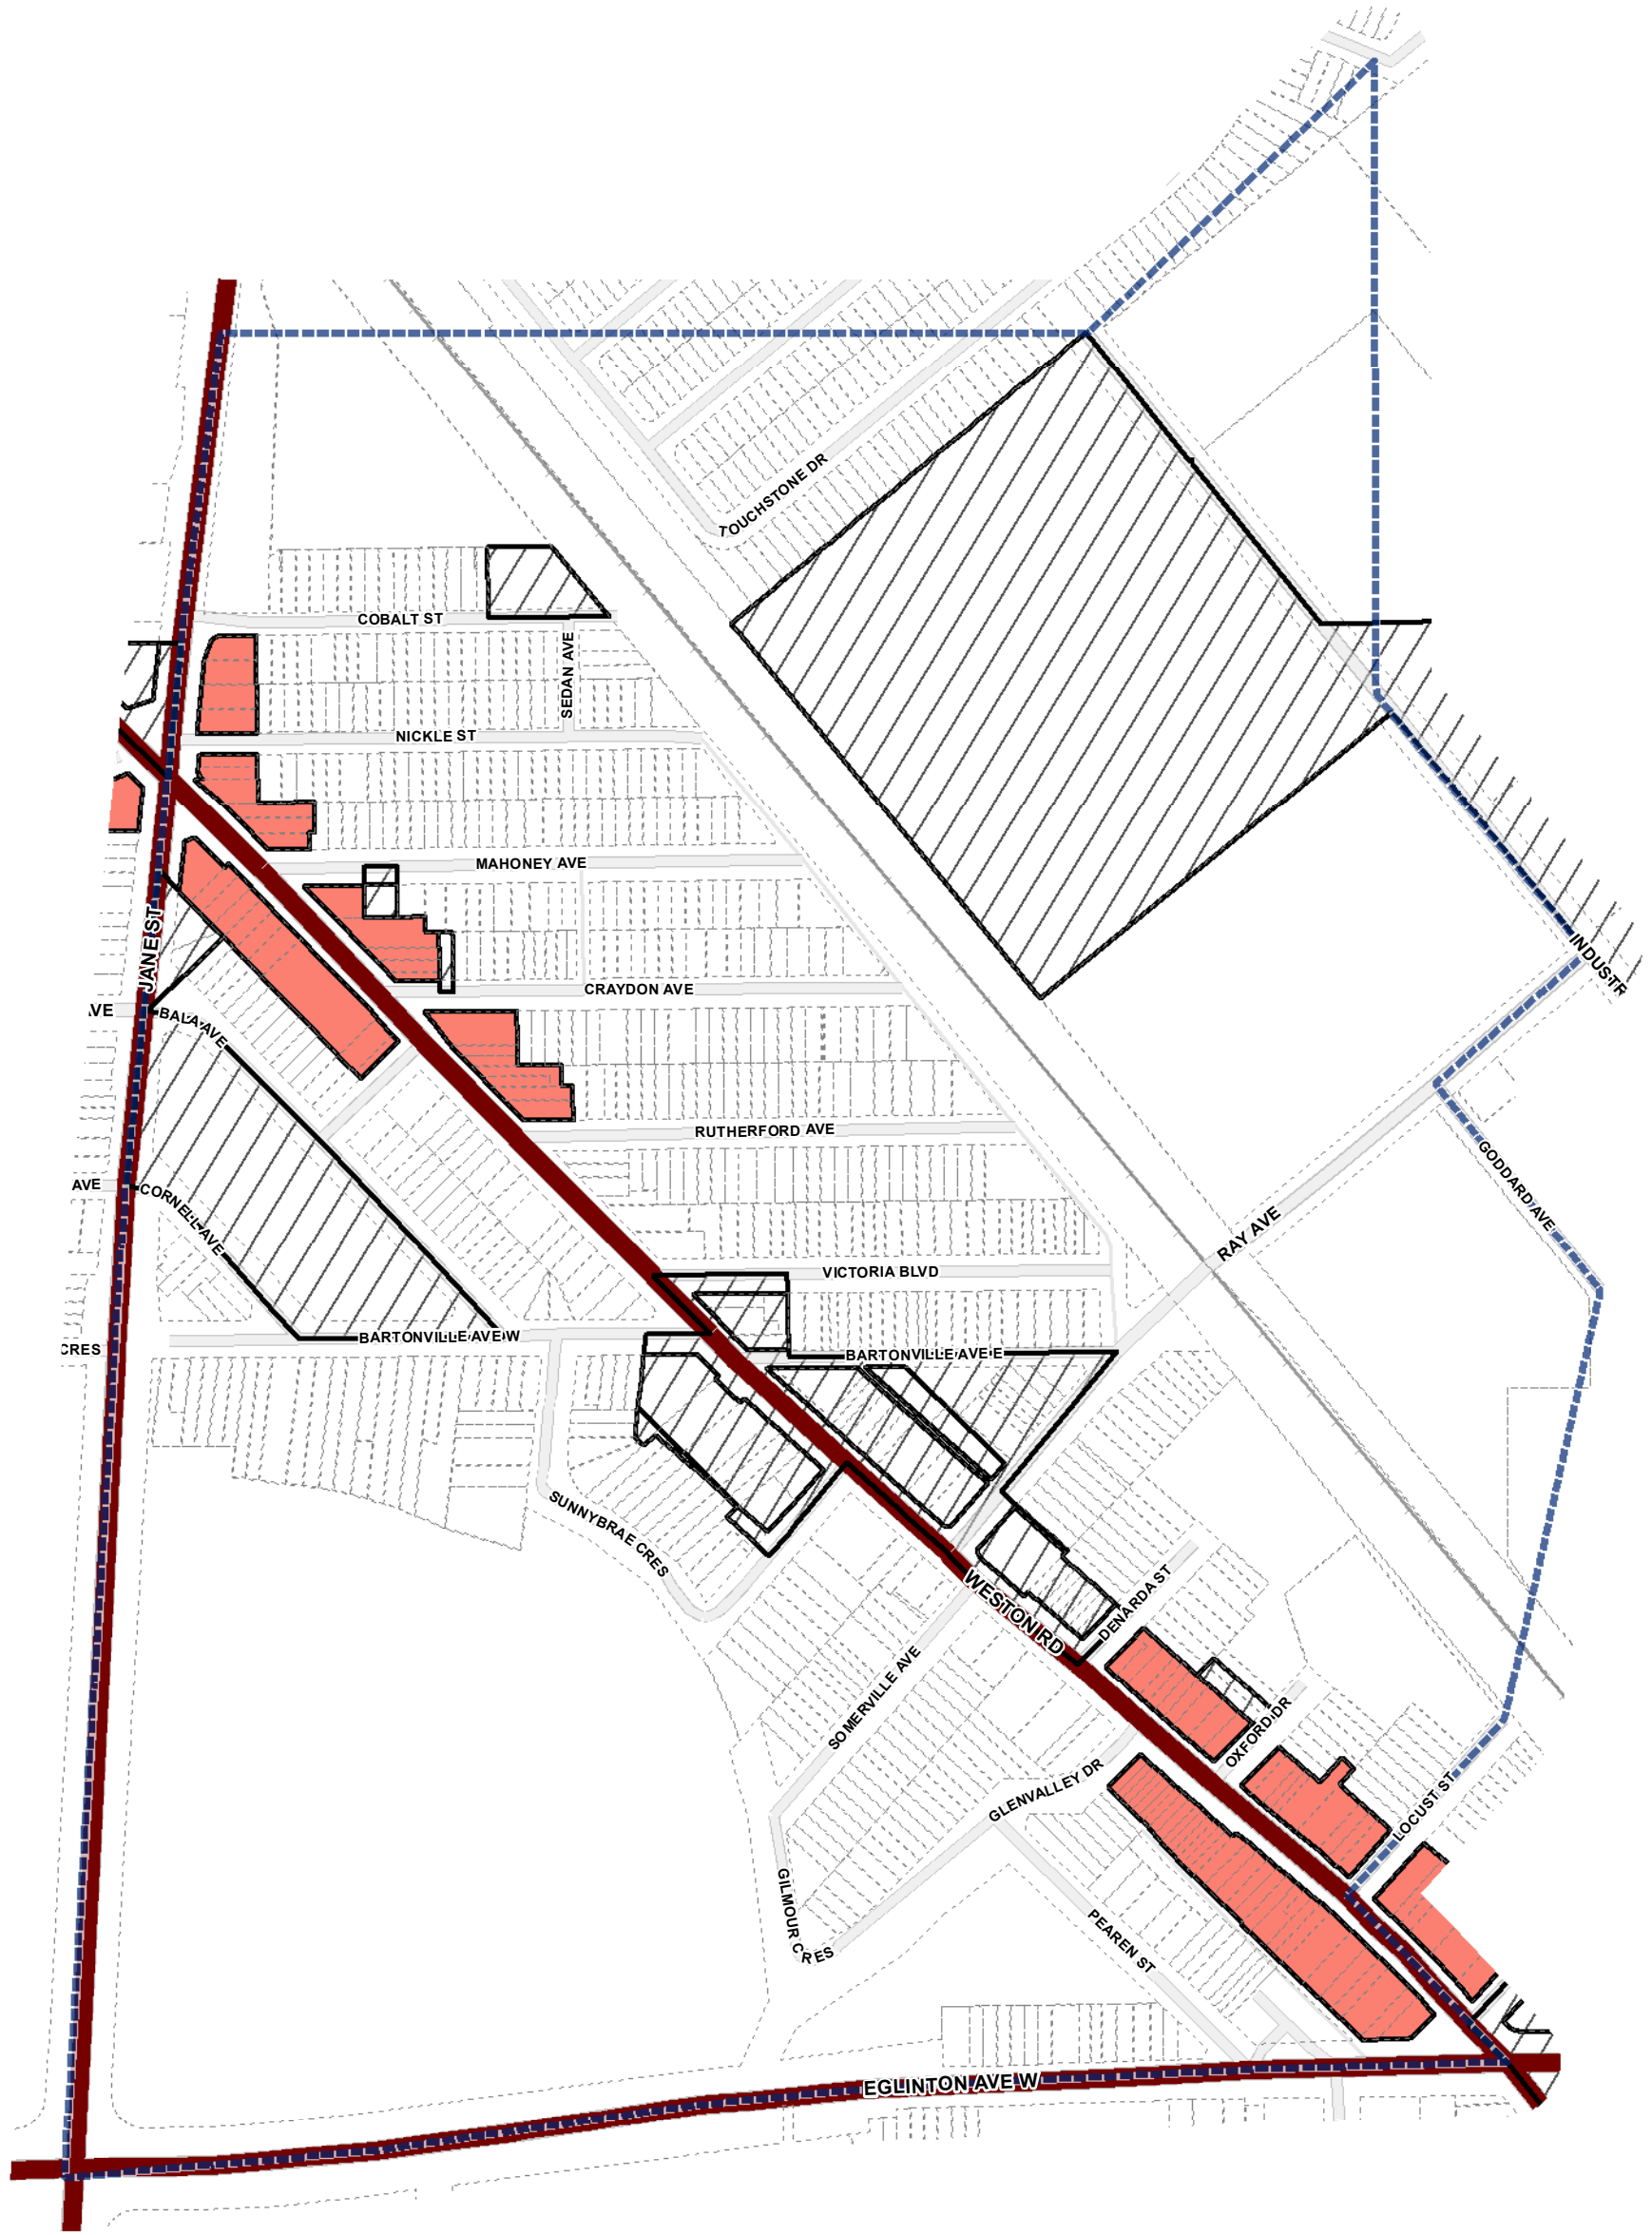 TOUCHSTONE DR
COBALT ST
SEDAN AVE
NICKLE ST
MAHONEY AVE
JANE ST
INDUSTR
CRAYDON AVE
VE
BALA AVE
RUTHERFORD AVE
GODDARD AVE
AVE
CORNELL AVE
RAY AVE
VICTORIA BLVD
CRES
BARTONVILLE AVE W
BARTONVILLE AVE E
SUNNYBRAE CRES
WESTON RD
DENARDA ST
SOMERVILLE AVE
OXFORD DR
GLENVALLEY DR
LOCUST ST
GILMOUR CRES
PEAREN ST
EGLINTON AVE W